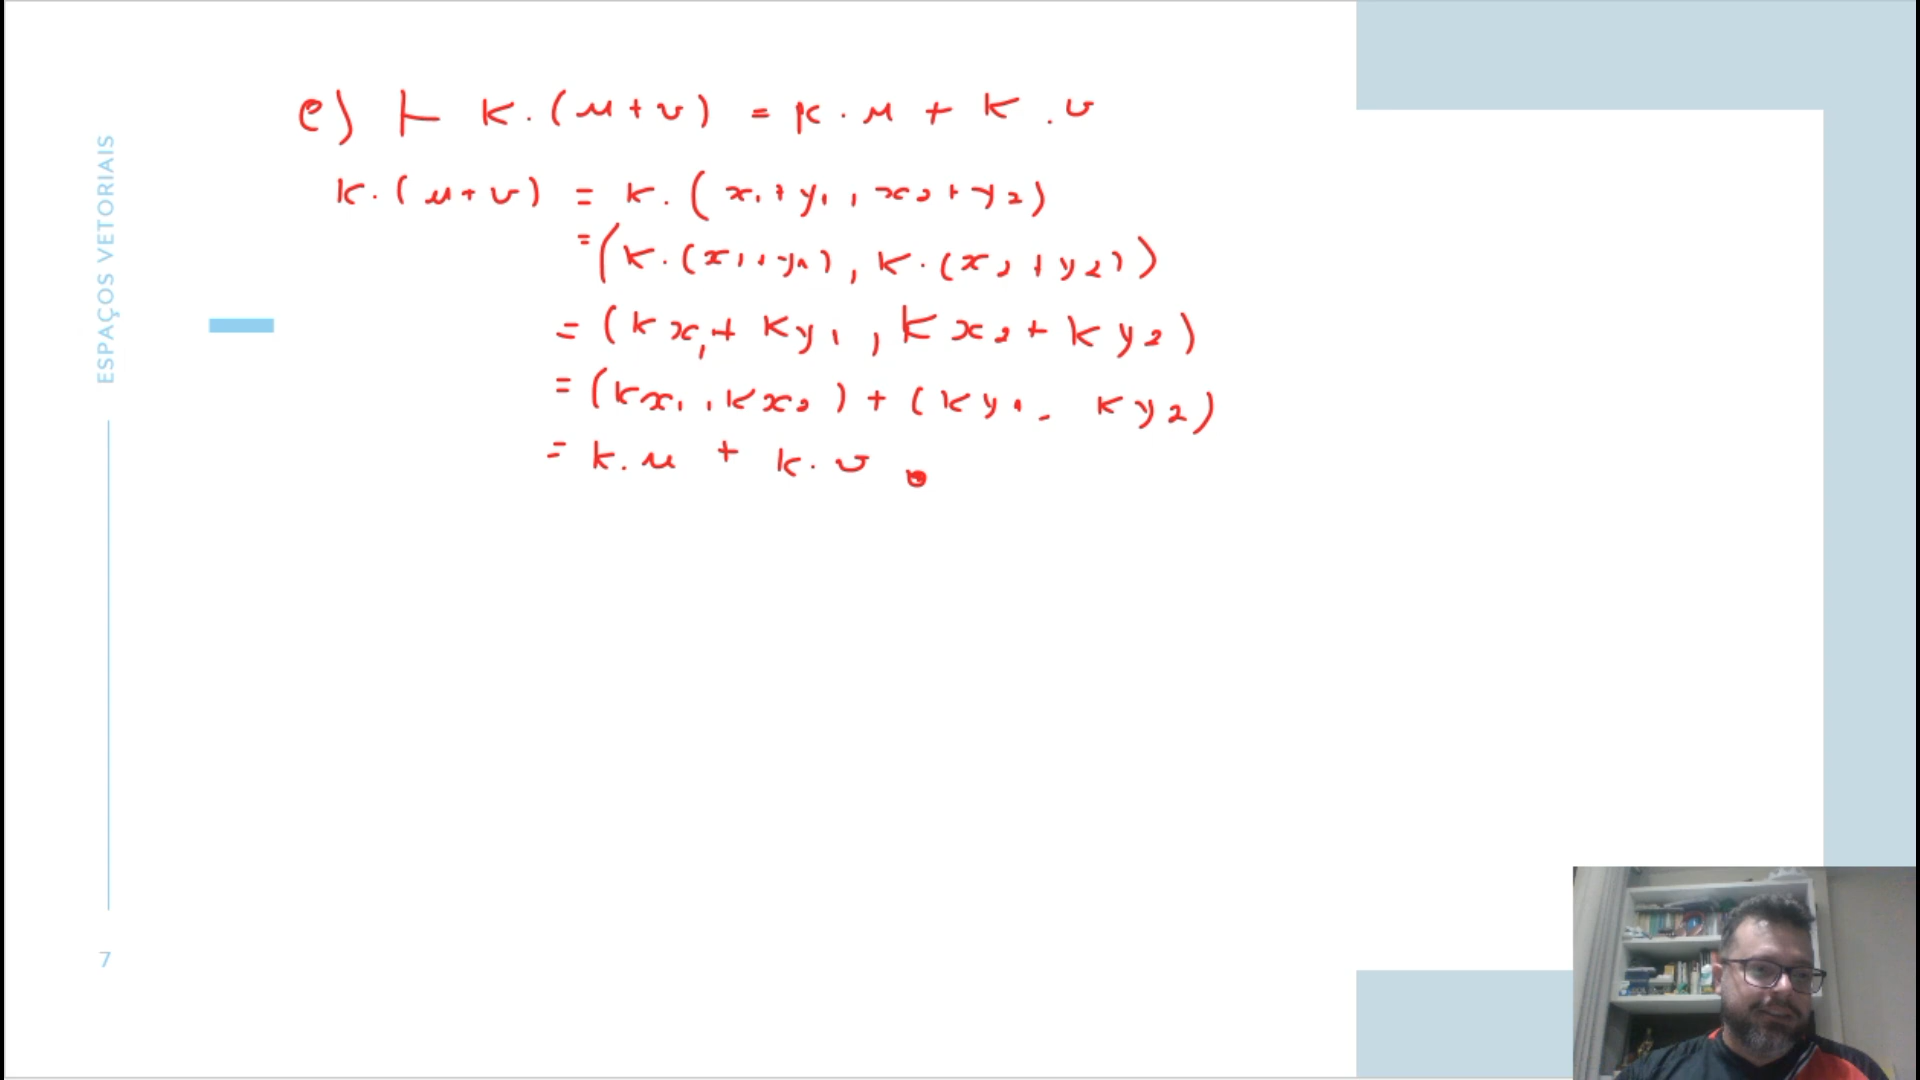 e) ⊢ k.(u+v) = k.u + k.v
k.(u+v) = k.(x₁+y₁, x₂+y₂)
=(k.(x₁+y₁), k.(x₂+y₂))
= (kx₁+ky₁, kx₂+ky₂)
= (kx₁, kx₂) + (ky₁, ky₂)
= k.u + k.v
ESPAÇOS VETORIAIS
7